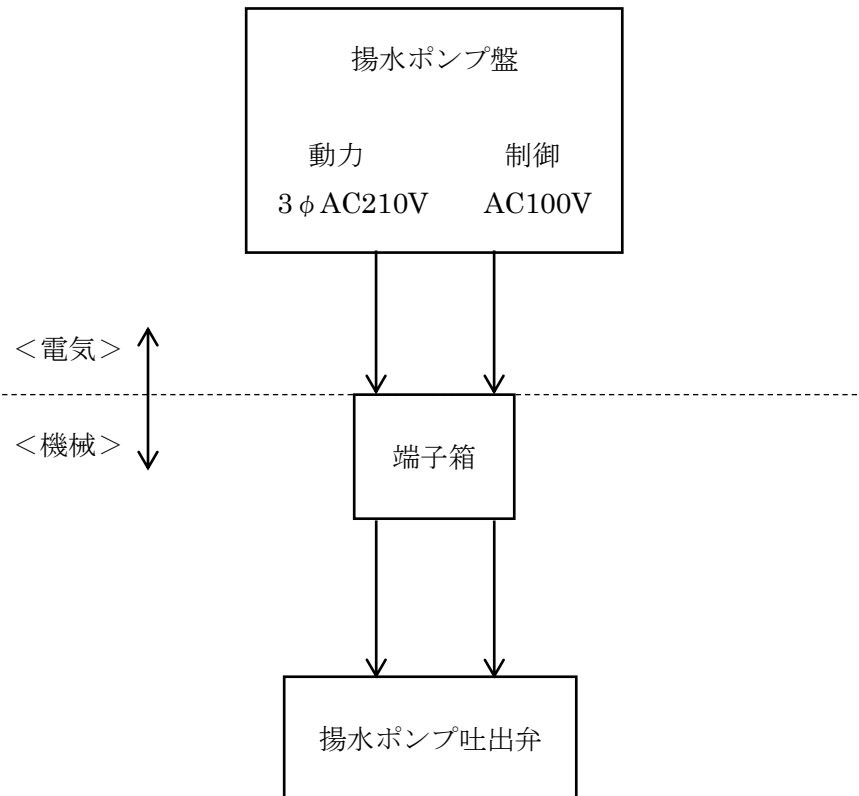 揚水ポンプ盤
動力 制御
3φAC210V AC100V
＜電気＞
＜機械＞
端子箱
揚水ポンプ吐出弁